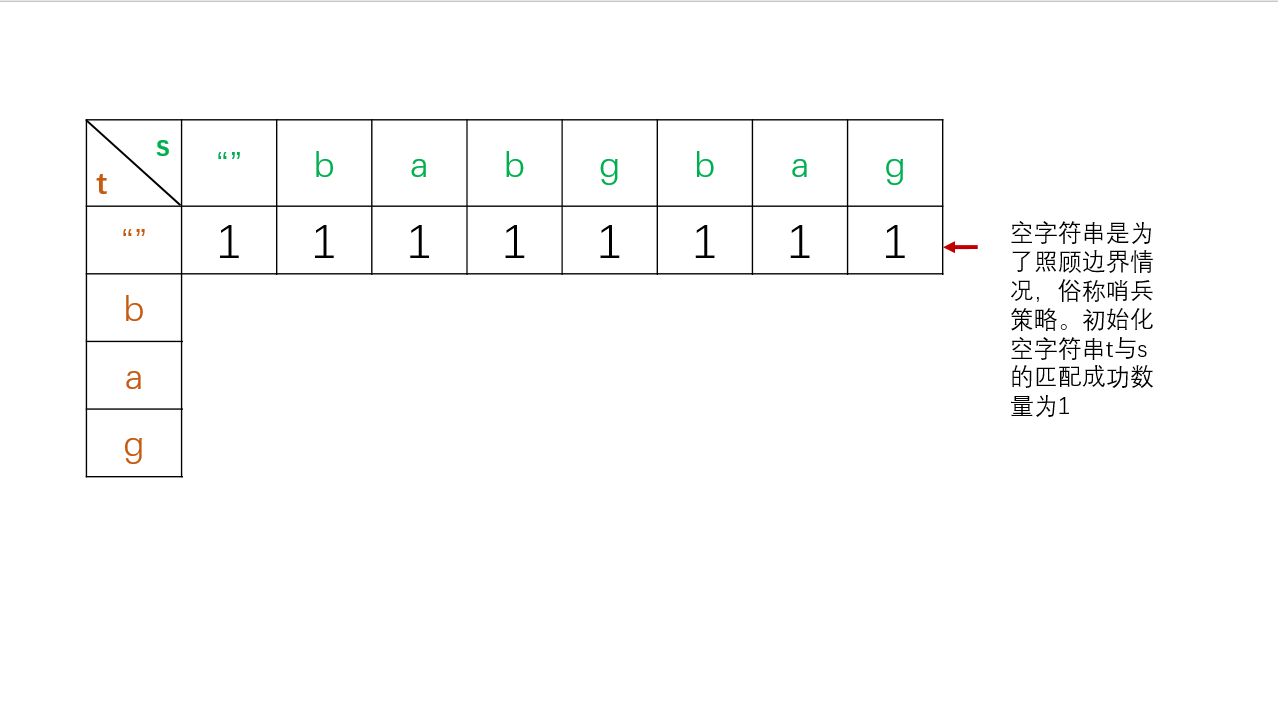 s
t
“” b a b g b a g
“” 1 1 1 1 1 1 1 1
b
a
g
空字符串是为
了照顾边界情
况，俗称哨兵
策略。初始化
空字符串t与s
的匹配成功数
量为1